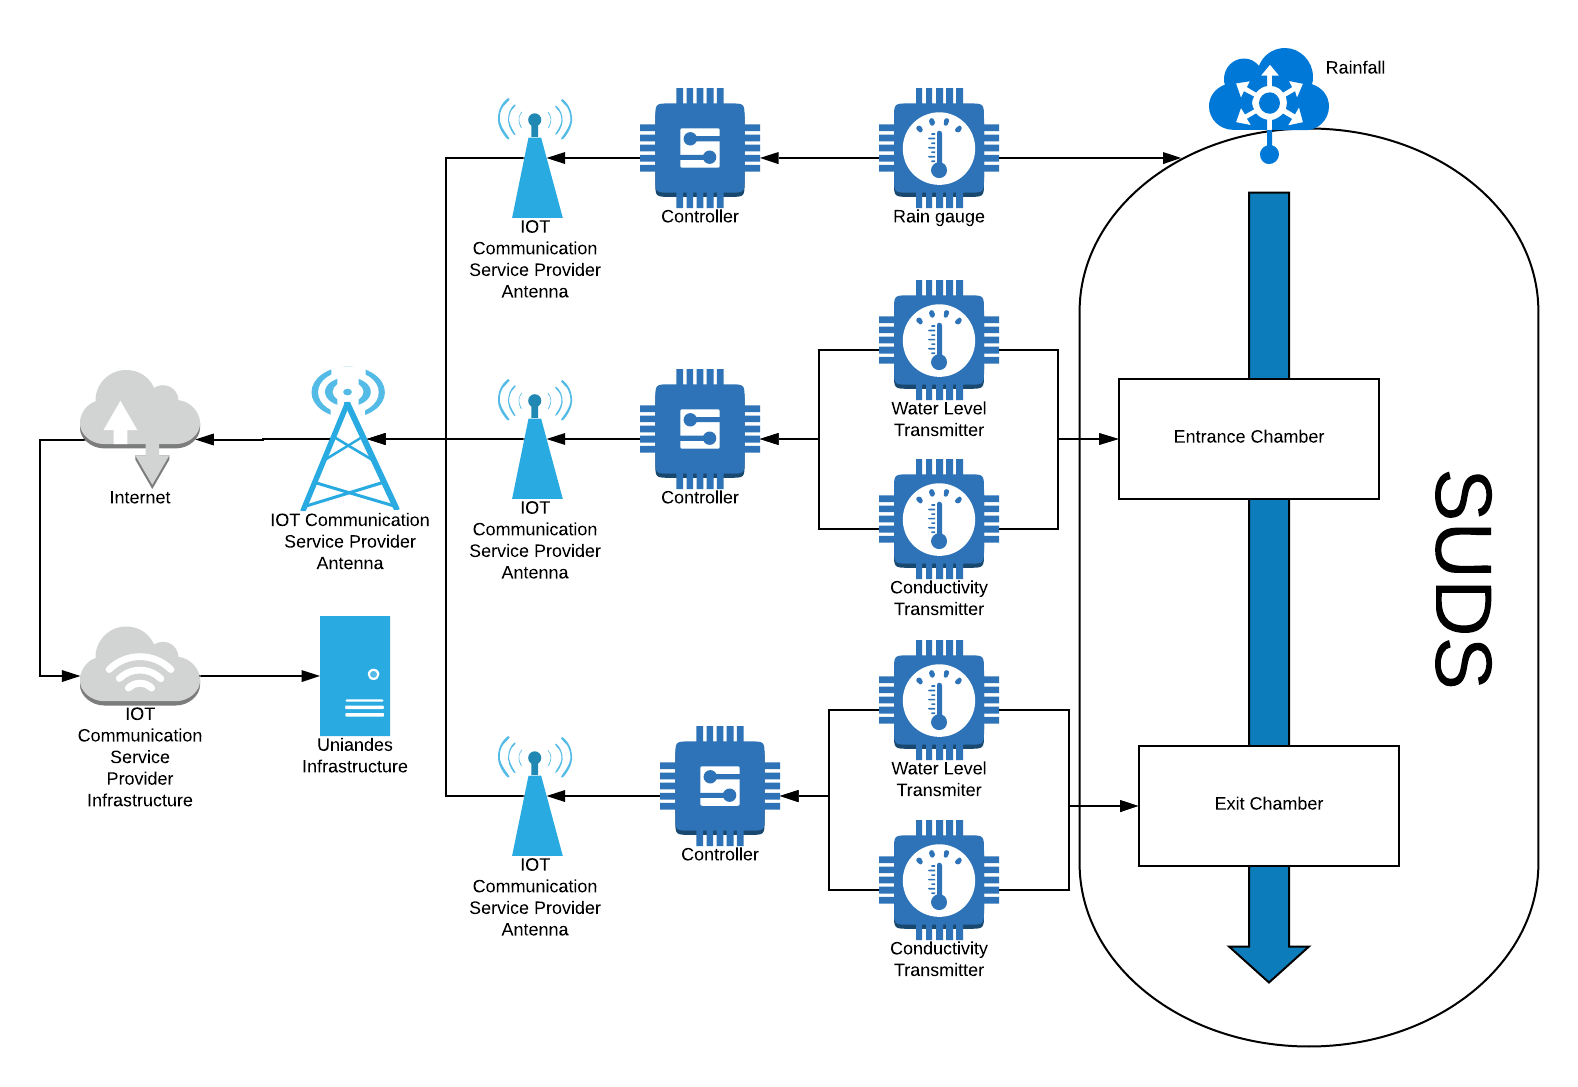 Rainfall
Controller
Rain gauge
IOT
Communication
Service Provider
Antenna
Water Level
Transmitter
Entrance Chamber
Internet
Controller
IOT Communication
Service Provider
Antenna
IOT
Communication
Service Provider
Antenna
Conductivity
Transmitter
SUDS
IOT
Communication
Service
Provider
Infrastructure
Uniandes
Infrastructure
Water Level
Transmiter
Exit Chamber
Controller
IOT
Communication
Service Provider
Antenna
Conductivity
Transmitter